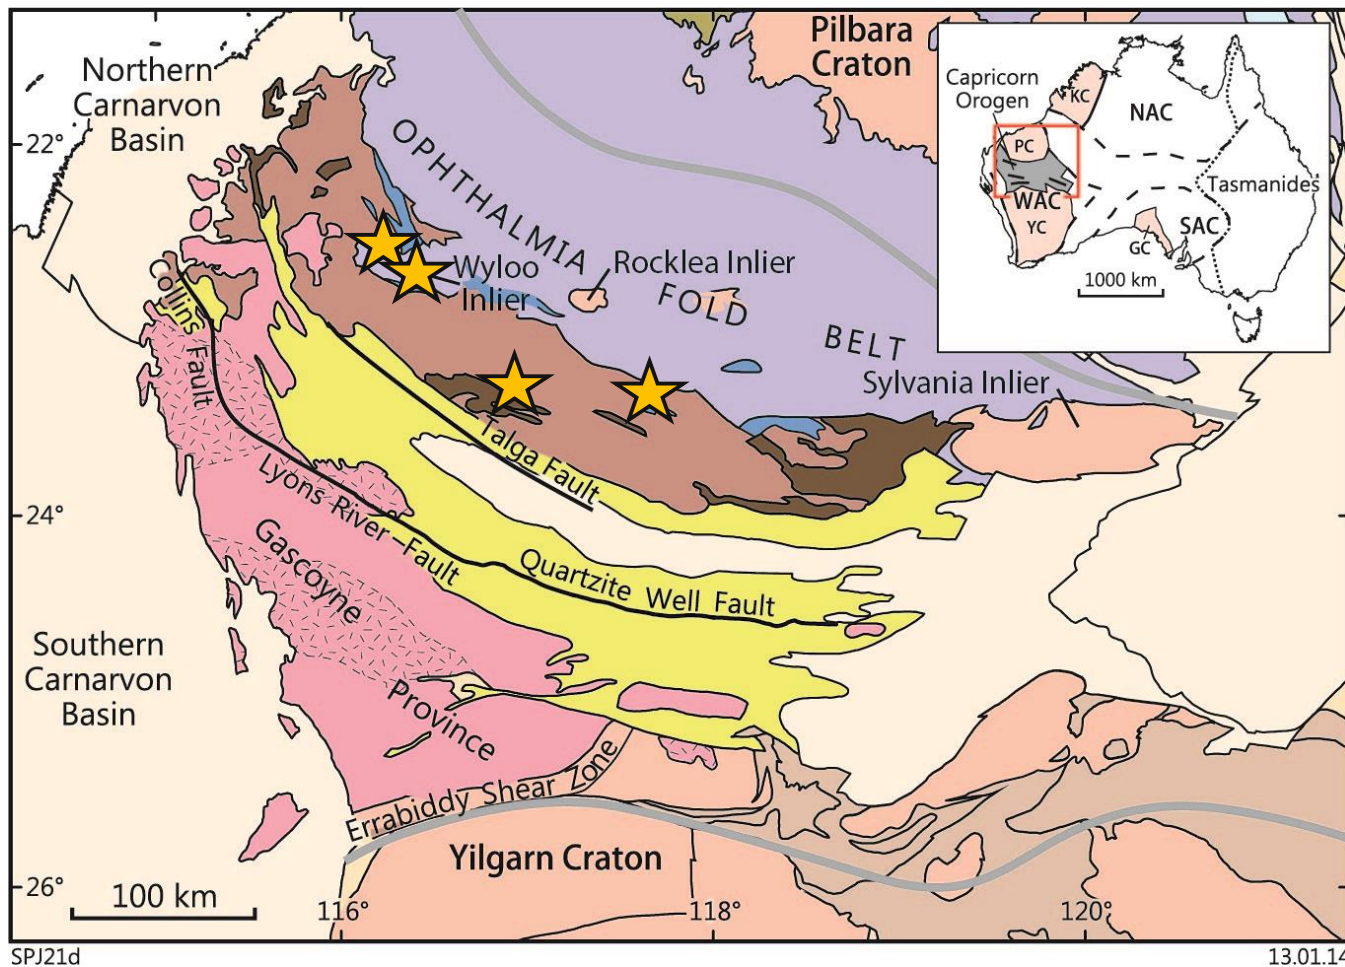 Northern
Carnarvon
Basin
Pilbara
Craton
Capricorn
Orogen
KC
NAC
PC
WAC
YC
Tasmanides
SAC
GC
1000 km
22°
OPHTHALMIA
FOLD
BELT
Wyloo
Inlier
Rocklea Inlier
Sylvania Inlier
Collins
Fault
Talga Fault
24°
Lyons River Fault
Quartzite Well Fault
Gascoyne
Province
Southern
Carnarvon
Basin
Errabiddy Shear Zone
Yilgarn Craton
26°
100 km
116°
118°
120°
SPJ21d
13.01.14